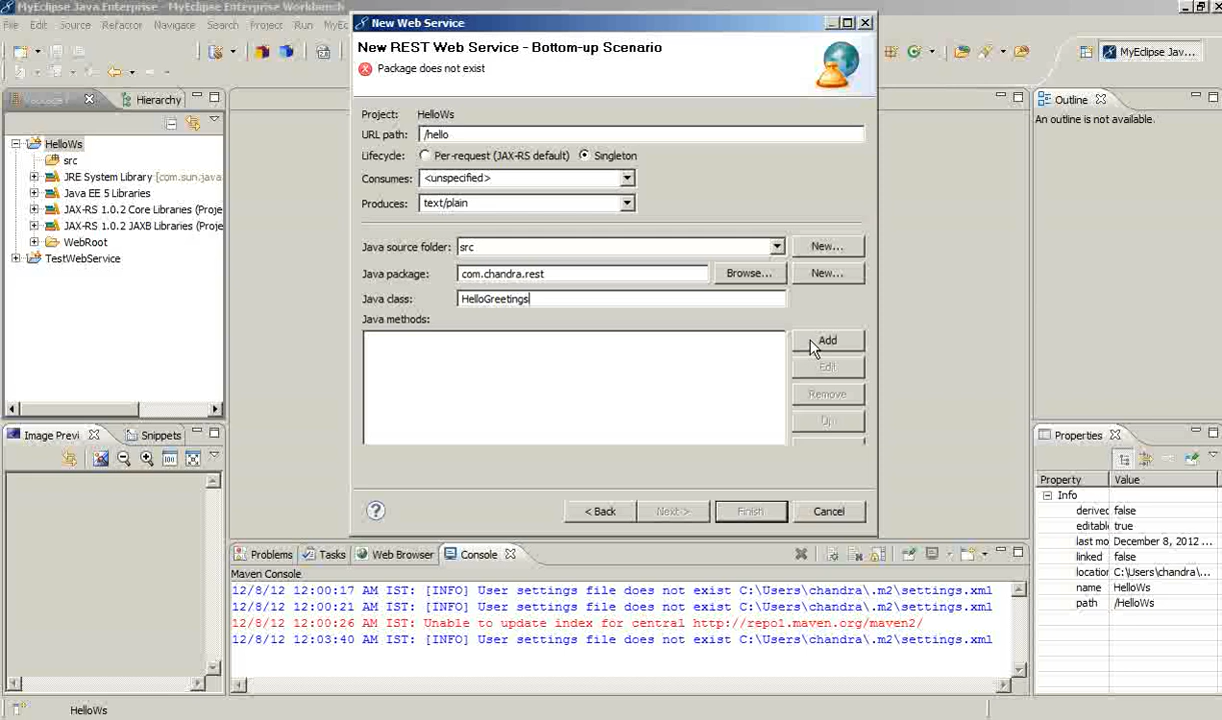 MyEclipse Java Enterprise - MyEclipse Enterprise Workbench
File Edit Source Refactor Navigate Search Project Run MyEc
MyEclipse Jav...
New Web Service
New REST Web Service - Bottom-up Scenario
Package does not exist
Project: HelloWs
URL path: /hello
Lifecycle: Per-request (JAX-RS default) Singleton
Consumes: <unspecified>
Produces: text/plain
Java source folder: src New...
Java package: com.chandra.rest Browse... New...
Java class: HelloGreetings
Java methods:
Add
Edit
Remove
Up
< Back Next > Finish Cancel
Hierarchy
HelloWs
src
JRE System Library [com.sun.java
Java EE 5 Libraries
JAX-RS 1.0.2 Core Libraries (Proje
JAX-RS 1.0.2 JAXB Libraries (Proje
WebRoot
TestWebService
Outline
An outline is not available.
Image Previ Snippets
Properties
Property Value
Info
derived false
editable true
last mo December 8, 2012 ...
linked false
location C:\Users\chandra\...
name HelloWs
path /HelloWs
Problems Tasks Web Browser Console
Maven Console
12/8/12 12:00:17 AM IST: [INFO] User settings file does not exist C:\Users\chandra\.m2\settings.xml
12/8/12 12:00:21 AM IST: [INFO] User settings file does not exist C:\Users\chandra\.m2\settings.xml
12/8/12 12:00:26 AM IST: Unable to update index for central http://repo1.maven.org/maven2/
12/8/12 12:03:40 AM IST: [INFO] User settings file does not exist C:\Users\chandra\.m2\settings.xml
HelloWs